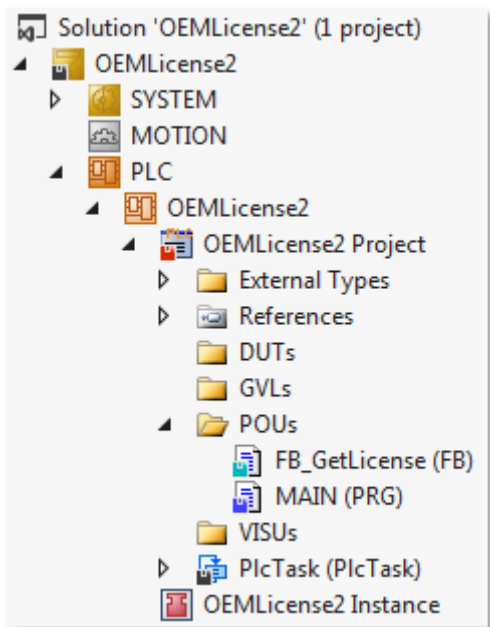 Solution 'OEMLicense2' (1 project)
OEMLicense2
SYSTEM
MOTION
PLC
OEMLicense2
OEMLicense2 Project
External Types
References
DUTs
GVLs
POUs
FB_GetLicense (FB)
MAIN (PRG)
VISUs
PlcTask (PlcTask)
OEMLicense2 Instance